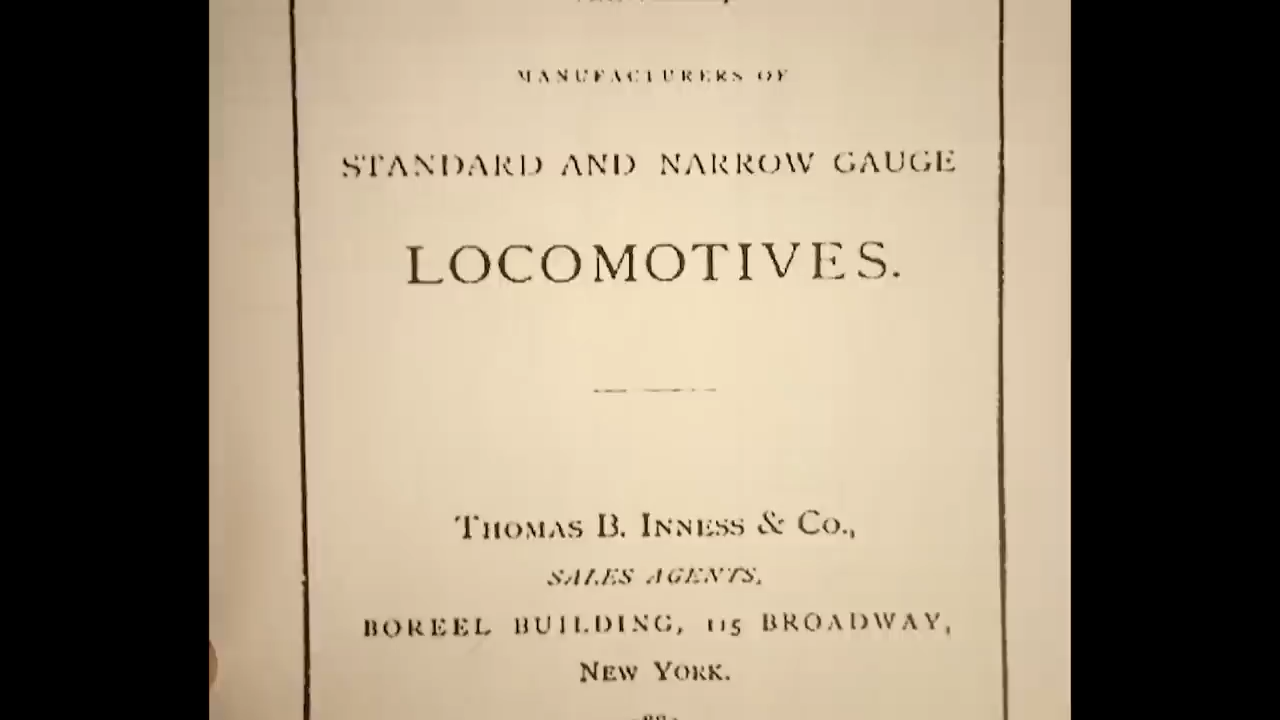 MANUFACTURERS OF
STANDARD AND NARROW GAUGE
LOCOMOTIVES.
THOMAS B. INNESS & CO.,
SALES AGENTS,
BOREEL BUILDING, 115 BROADWAY,
NEW YORK.